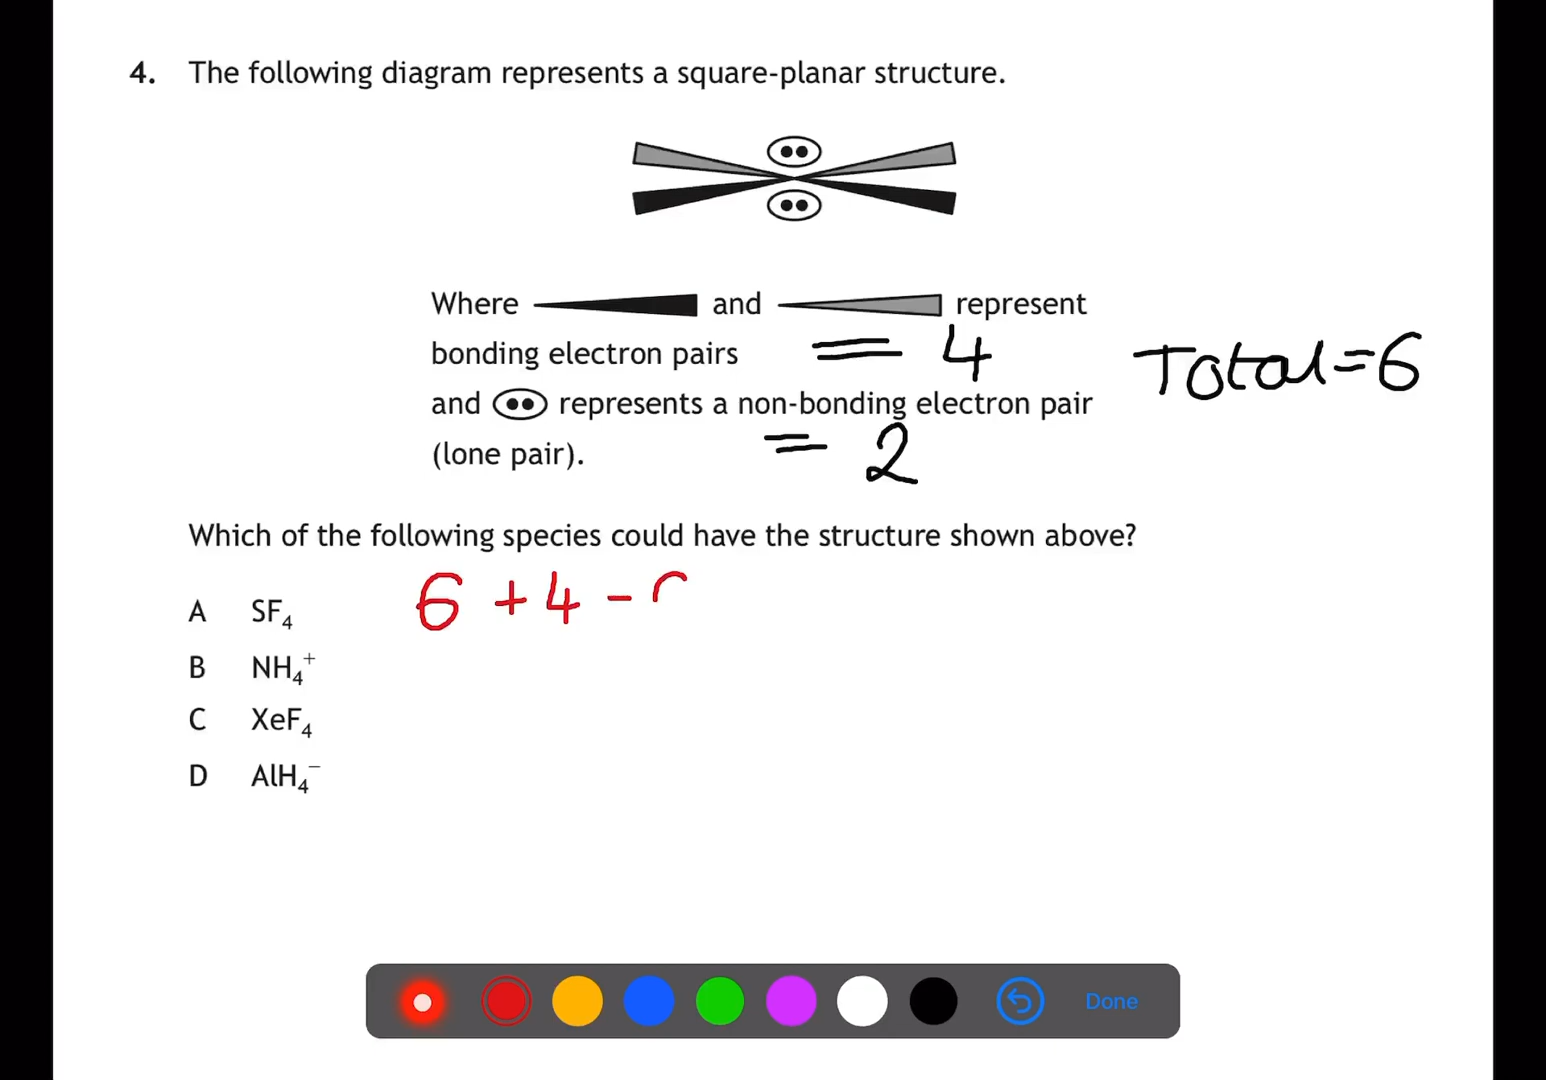 4. The following diagram represents a square-planar structure.
Where and represent
bonding electron pairs = 4 Total=6
and represents a non-bonding electron pair
(lone pair). = 2
Which of the following species could have the structure shown above?
A SF₄ 6 + 4 -
B NH₄⁺
C XeF₄
D AlH₄⁻
Done